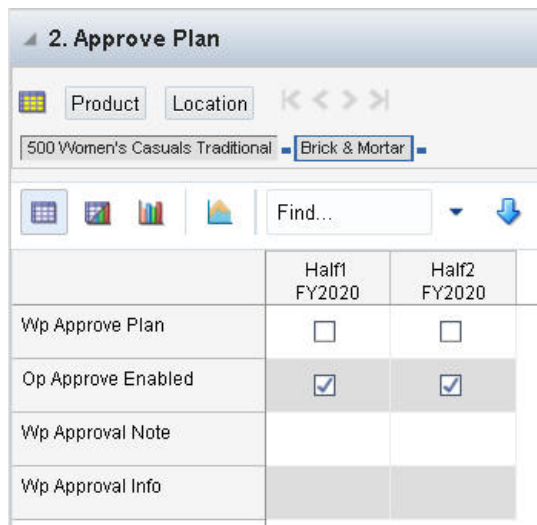 2. Approve Plan
Product Location
500 Women's Casuals Traditional Brick & Mortar
Find...
Half1 Half2
FY2020 FY2020
Wp Approve Plan
Op Approve Enabled
Wp Approval Note
Wp Approval Info